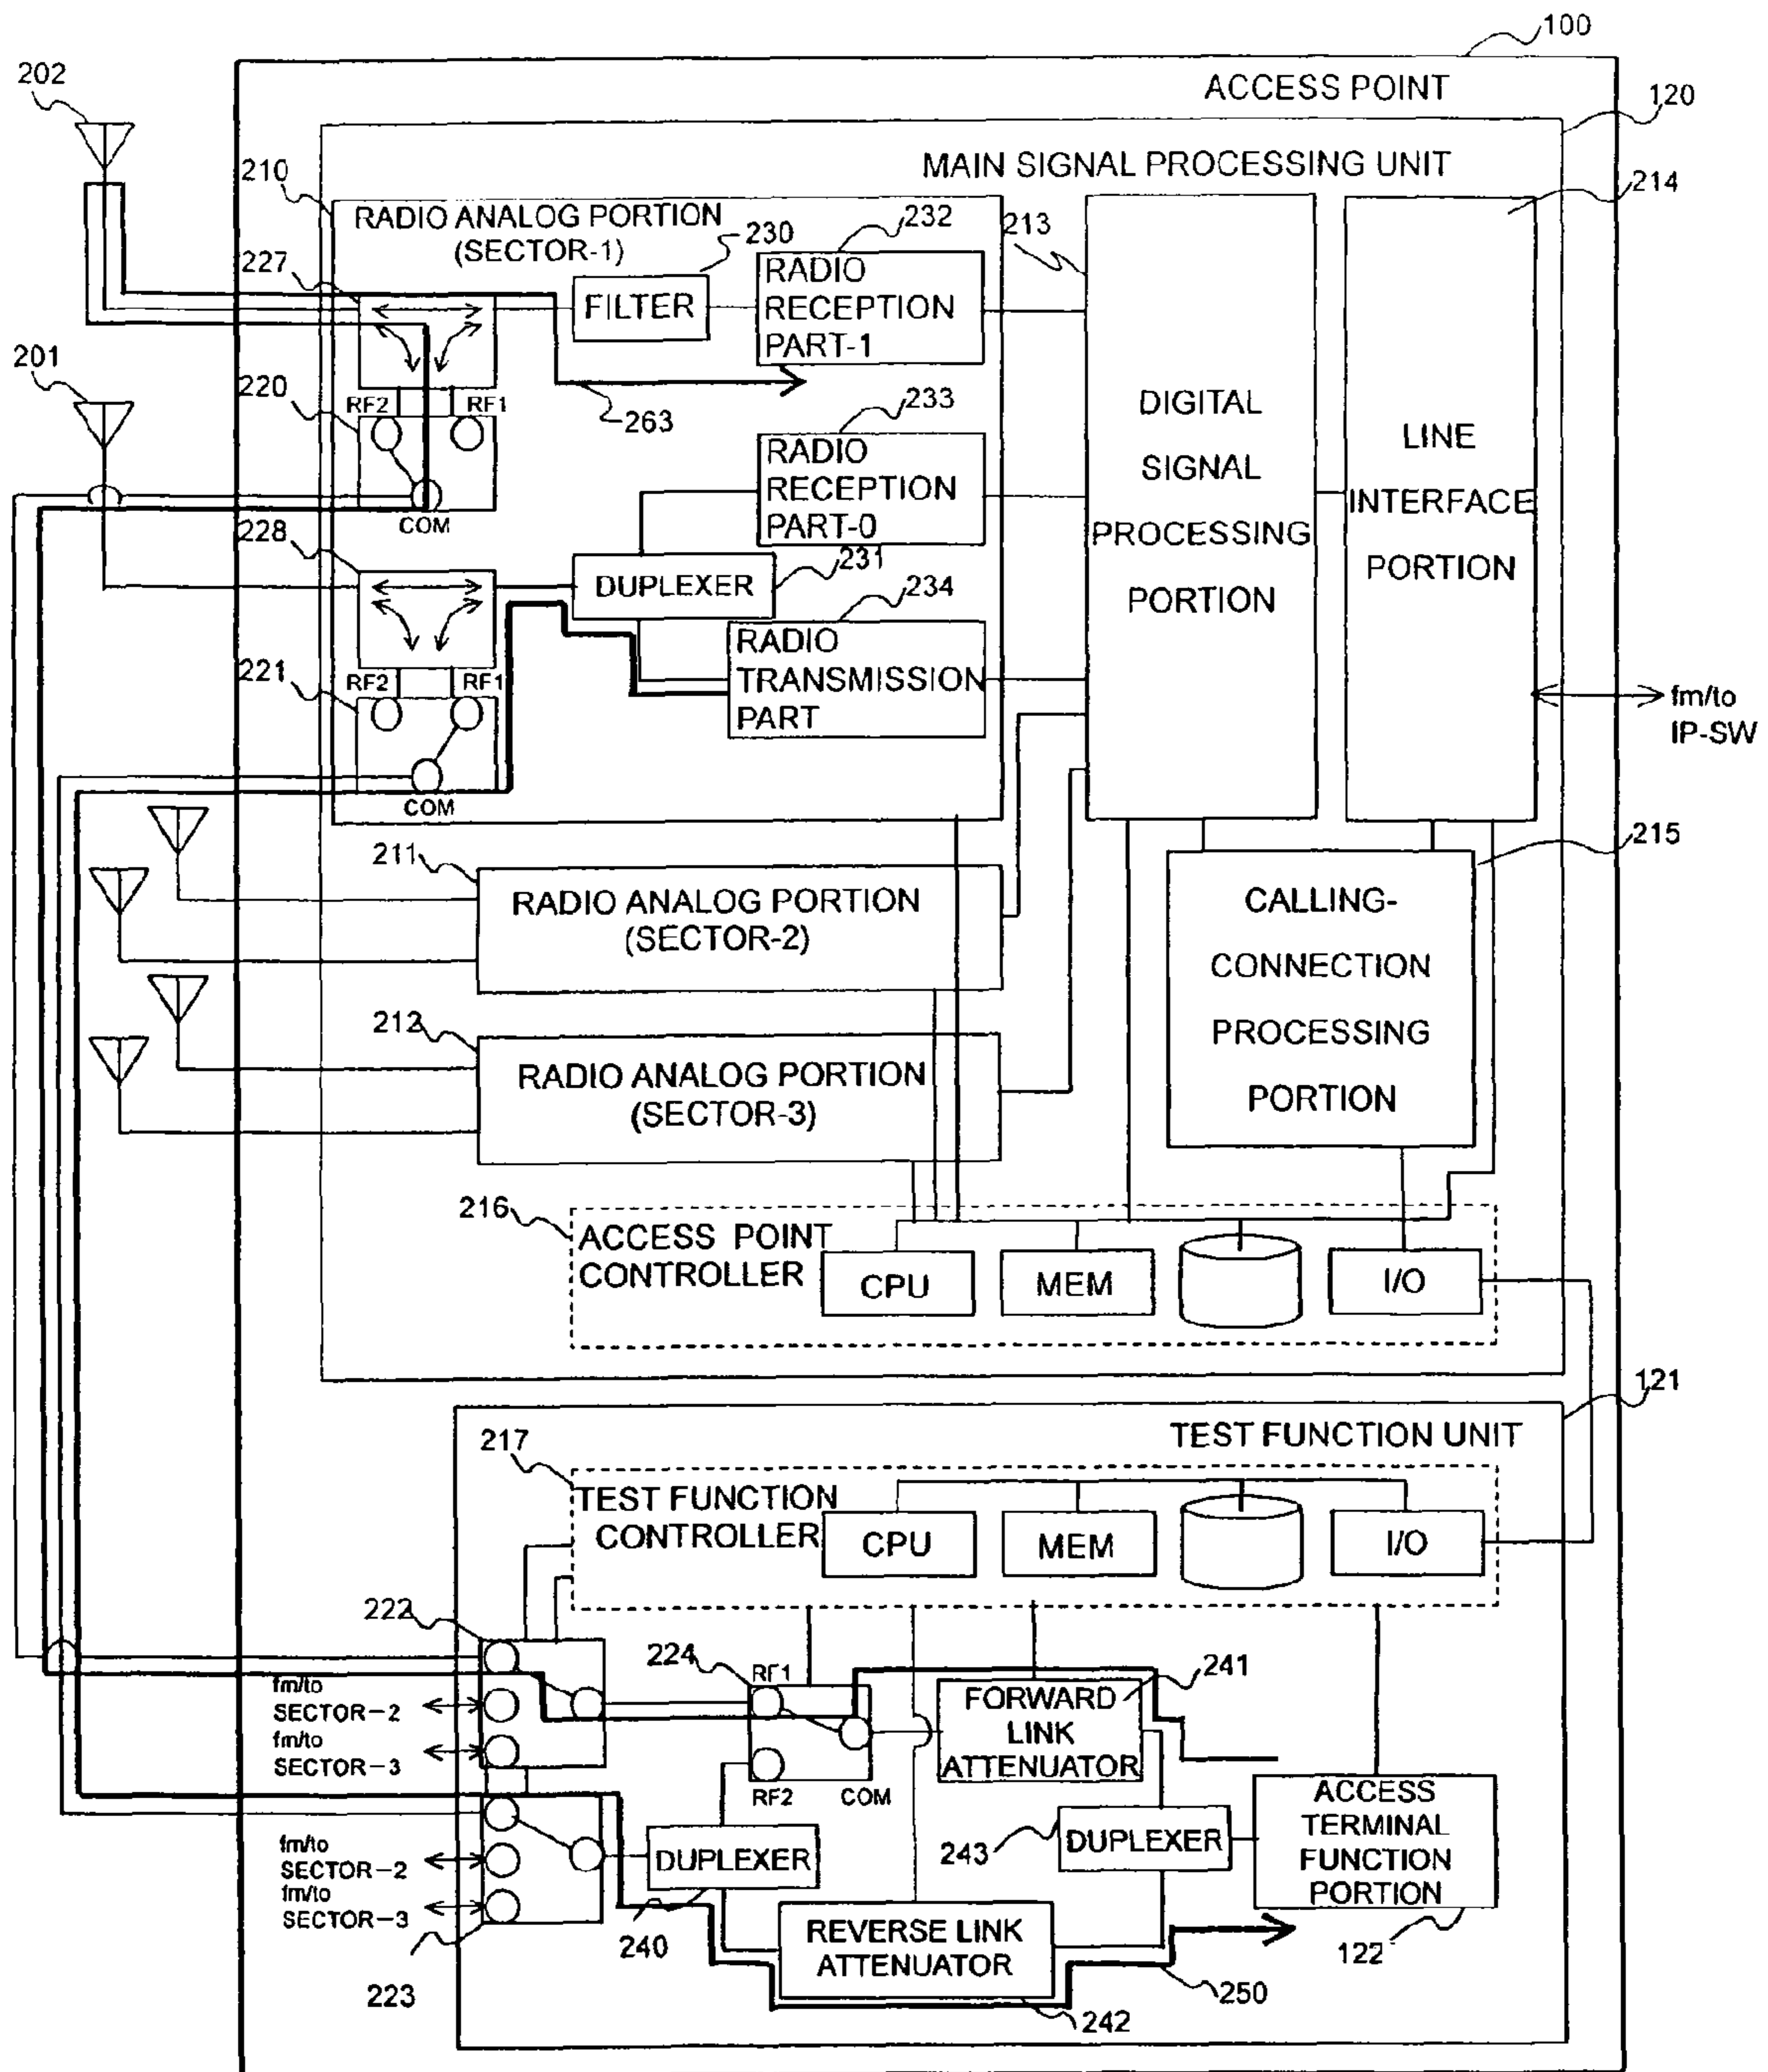 100
ACCESS POINT
202
120
MAIN SIGNAL PROCESSING UNIT
210
214
RADIO ANALOG PORTION
(SECTOR-1)
230
232
213
227
FILTER
RADIO
RECEPTION
PART-1
201
220
RF2
RF1
263
233
RADIO
RECEPTION
PART-0
COM
228
231
DUPLEXER
234
RADIO
TRANSMISSION
PART
221
RF2
RF1
COM
DIGITAL
SIGNAL
PROCESSING
PORTION
LINE
INTERFACE
PORTION
fm/to
IP-SW
211
RADIO ANALOG PORTION
(SECTOR-2)
215
CALLING-
CONNECTION
PROCESSING
PORTION
212
RADIO ANALOG PORTION
(SECTOR-3)
216
ACCESS POINT
CONTROLLER
CPU
MEM
I/O
121
TEST FUNCTION UNIT
217
TEST FUNCTION
CONTROLLER
CPU
MEM
I/O
222
224
RF1
241
fm/to
SECTOR-2
fm/to
SECTOR-3
FORWARD
LINK
ATTENUATOR
RF2
COM
ACCESS
TERMINAL
FUNCTION
PORTION
243
DUPLEXER
DUPLEXER
fm/to
SECTOR-2
fm/to
SECTOR-3
REVERSE LINK
ATTENUATOR
240
122
223
250
242